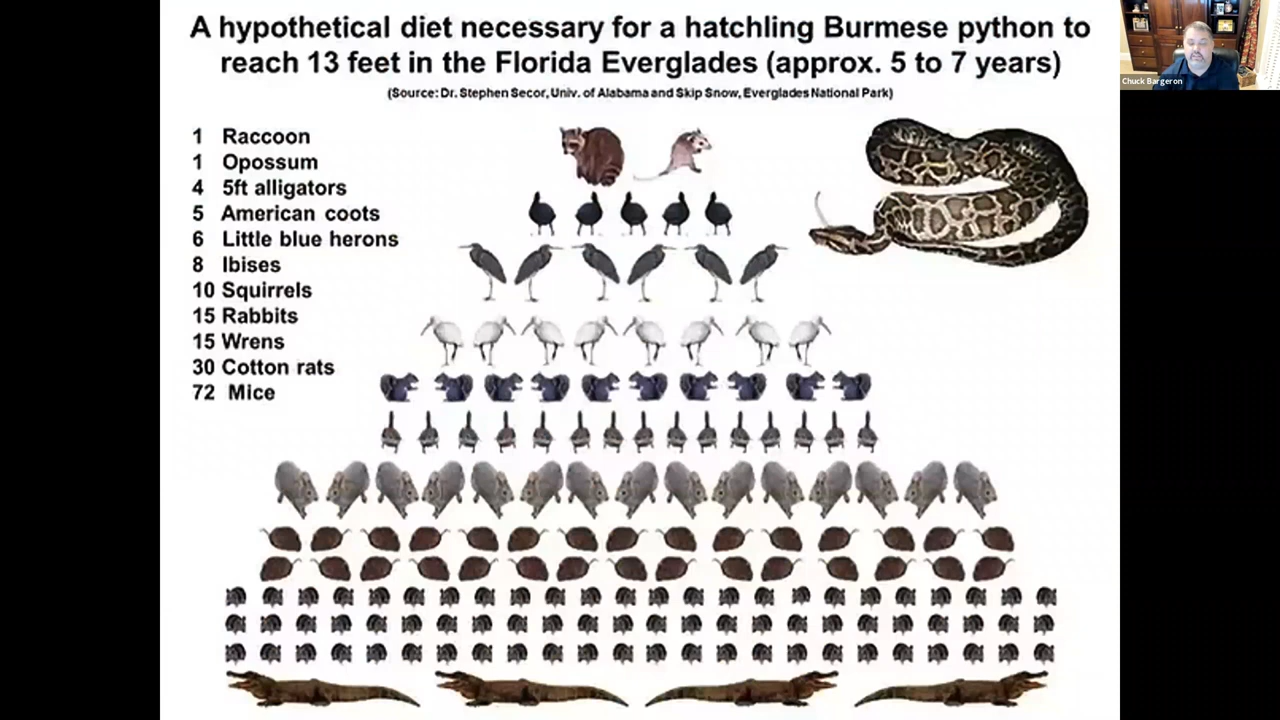 A hypothetical diet necessary for a hatchling Burmese python to
reach 13 feet in the Florida Everglades (approx. 5 to 7 years)
(Source: Dr. Stephen Secor, Univ. of Alabama and Skip Snow, Everglades National Park)
1 Raccoon
1 Opossum
4 5ft alligators
5 American coots
6 Little blue herons
8 Ibises
10 Squirrels
15 Rabbits
15 Wrens
30 Cotton rats
72 Mice
Chuck Bargeron